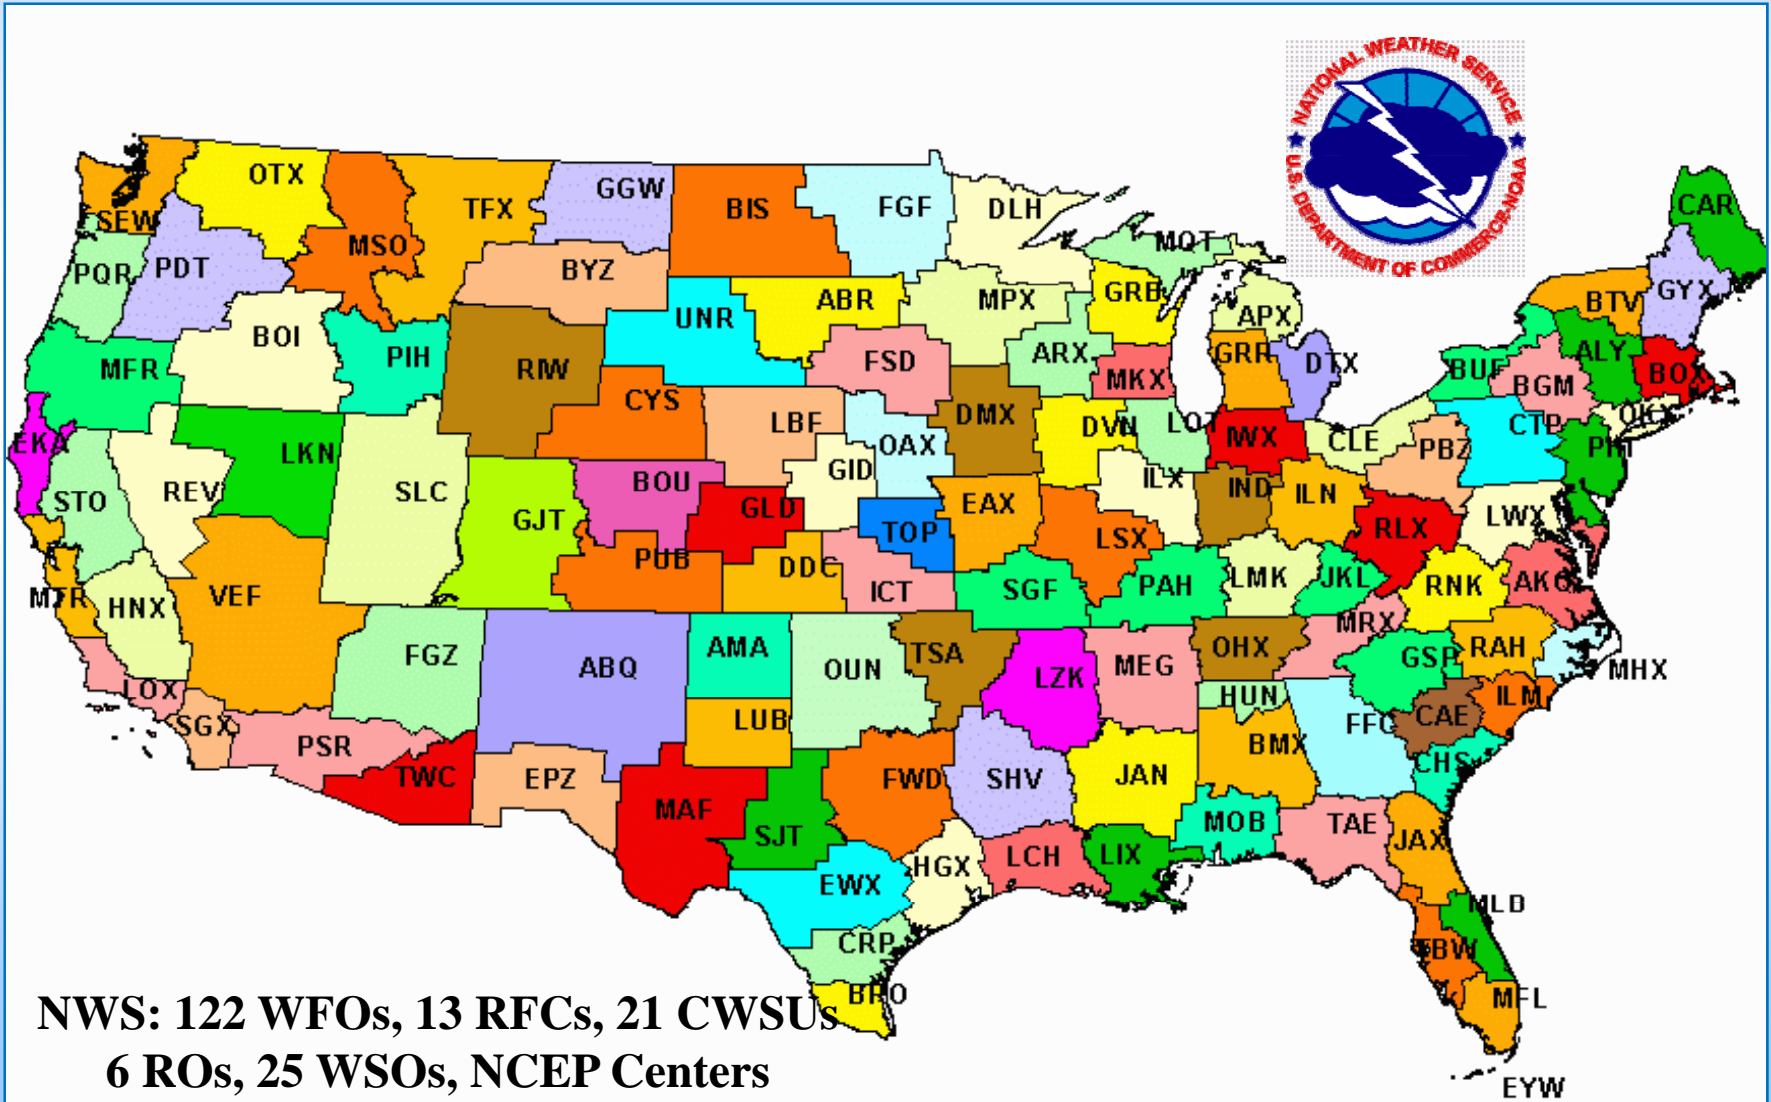 NATIONAL WEATHER SERVICE
U.S. DEPARTMENT OF COMMERCE-NOAA
OTX
CAR
GGW
TFX
BIS
FGF
DLH
SEW
MSO
MQT
PQR
PDT
BYZ
GYX
ABR
MPX
GRB
BTV
UNR
APX
BOI
PIH
RIW
FSD
ARX
GRR
DTX
ALY
MFR
MKX
BUF
BGM
BOX
CYS
LBF
DMX
DVN
LOT
IWX
CLE
CTP
OKX
EKA
LKN
OAX
PBZ
PHI
STO
REV
SLC
BOU
GID
ILX
IND
ILN
GJT
GLD
TOP
EAX
LSX
RLX
LWX
PUB
DDC
MTR
HNX
VEF
ICT
SGF
PAH
LMK
JKL
RNK
AKQ
MRX
FGZ
ABQ
AMA
OUN
TSA
LZK
MEG
OHX
GSP
RAH
MHX
LOX
HUN
ILM
SGX
PSR
LUB
FFC
CAE
BMX
CHS
TWC
EPZ
MAF
FWD
SHV
JAN
SJT
MOB
TAE
JAX
EWX
HGX
LCH
LIX
MLD
CRP
TBW
BRO
MFL
EYW
NWS: 122 WFOs, 13 RFCs, 21 CWSUs
6 ROs, 25 WSOs, NCEP Centers